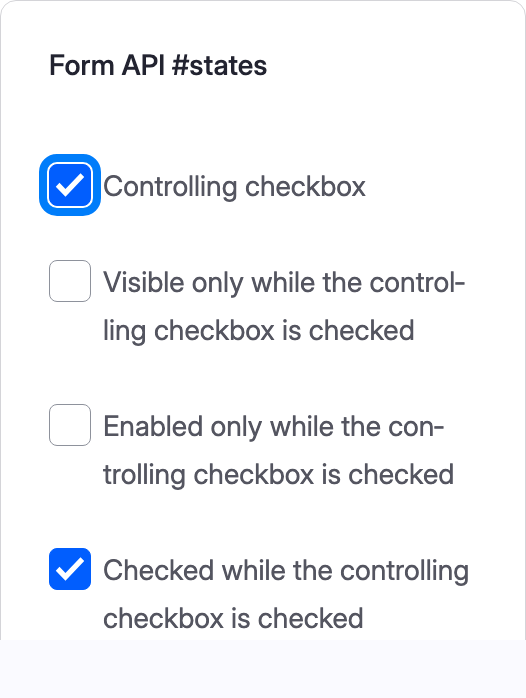 Form API #states
Controlling checkbox
Visible only while the control-
ling checkbox is checked
Enabled only while the con-
trolling checkbox is checked
Checked while the controlling
checkbox is checked